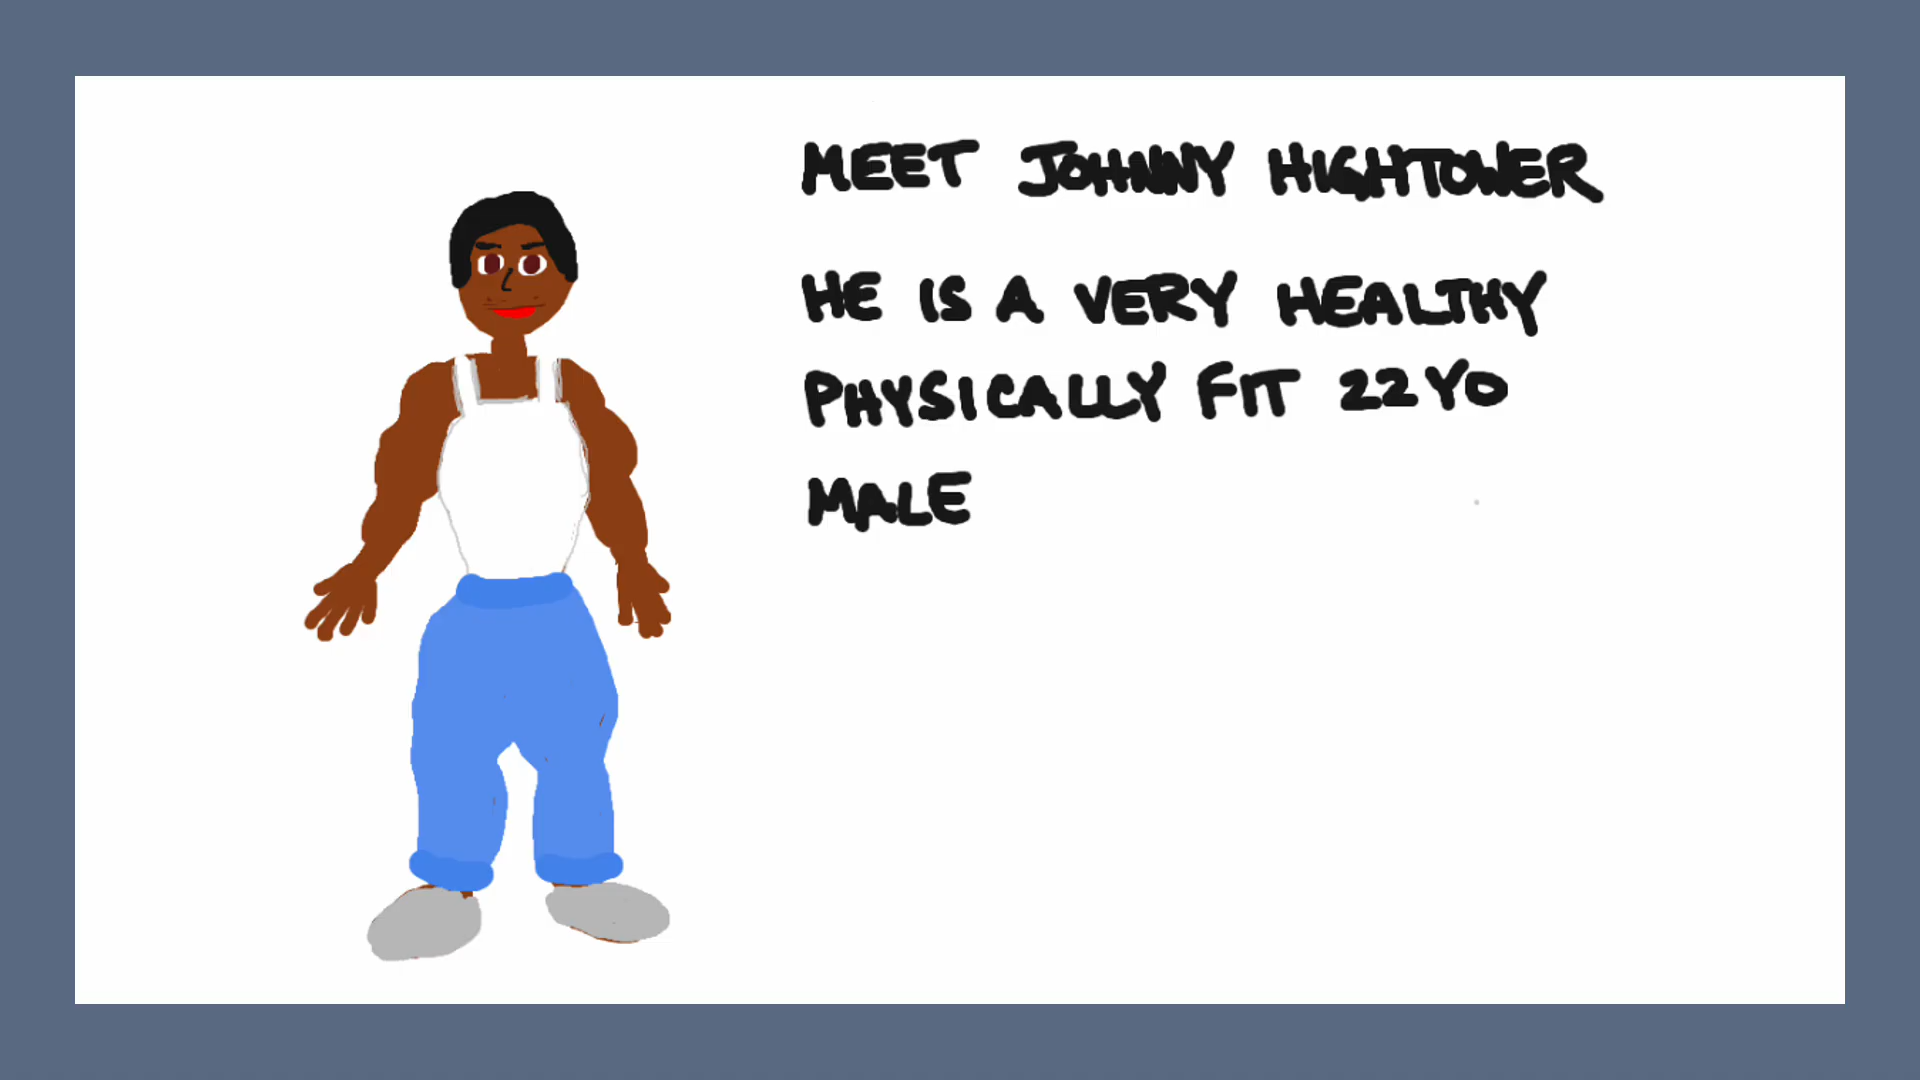 MEET JOHNNY HIGHTOWER
HE IS A VERY HEALTHY
PHYSICALLY FIT 22YO
MALE